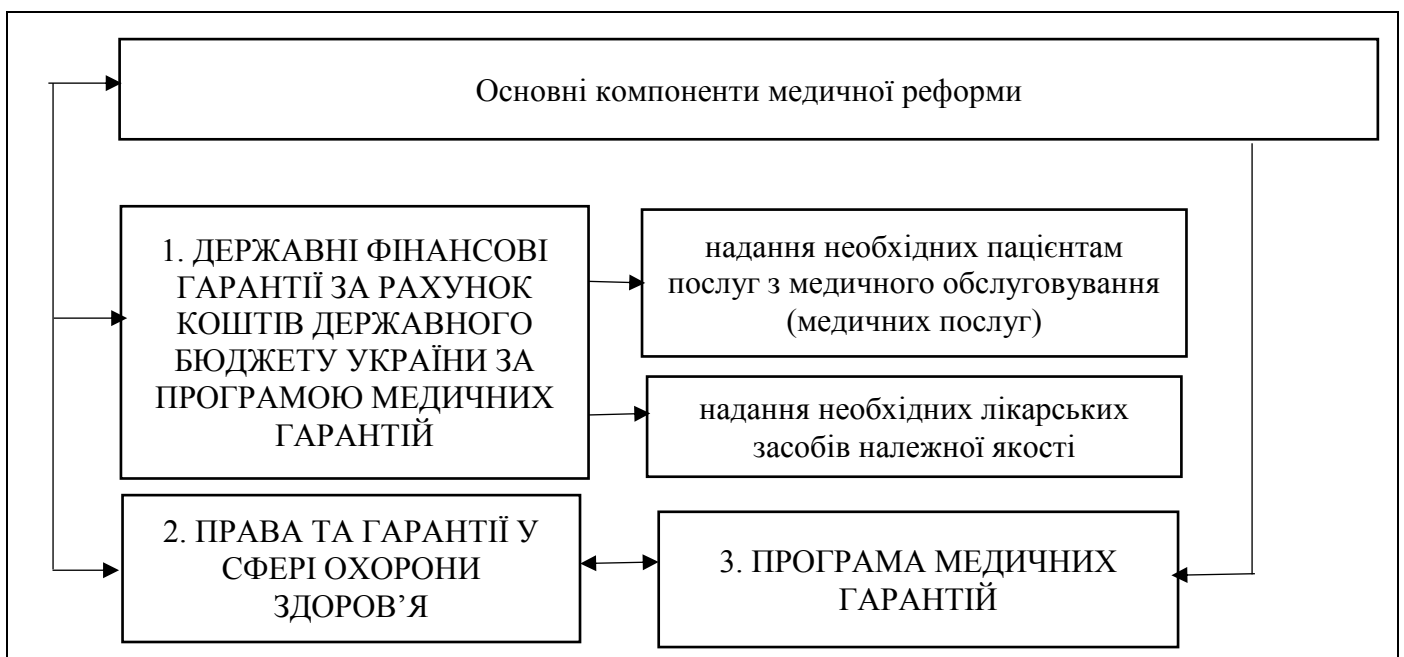 Основні компоненти медичної реформи
1. ДЕРЖАВНІ ФІНАНСОВІ
ГАРАНТІЇ ЗА РАХУНОК
КОШТІВ ДЕРЖАВНОГО
БЮДЖЕТУ УКРАЇНИ ЗА
ПРОГРАМОЮ МЕДИЧНИХ
ГАРАНТІЙ
надання необхідних пацієнтам
послуг з медичного обслуговування
(медичних послуг)
надання необхідних лікарських
засобів належної якості
2. ПРАВА ТА ГАРАНТІЇ У
СФЕРІ ОХОРОНИ
ЗДОРОВ’Я
3. ПРОГРАМА МЕДИЧНИХ
ГАРАНТІЙ